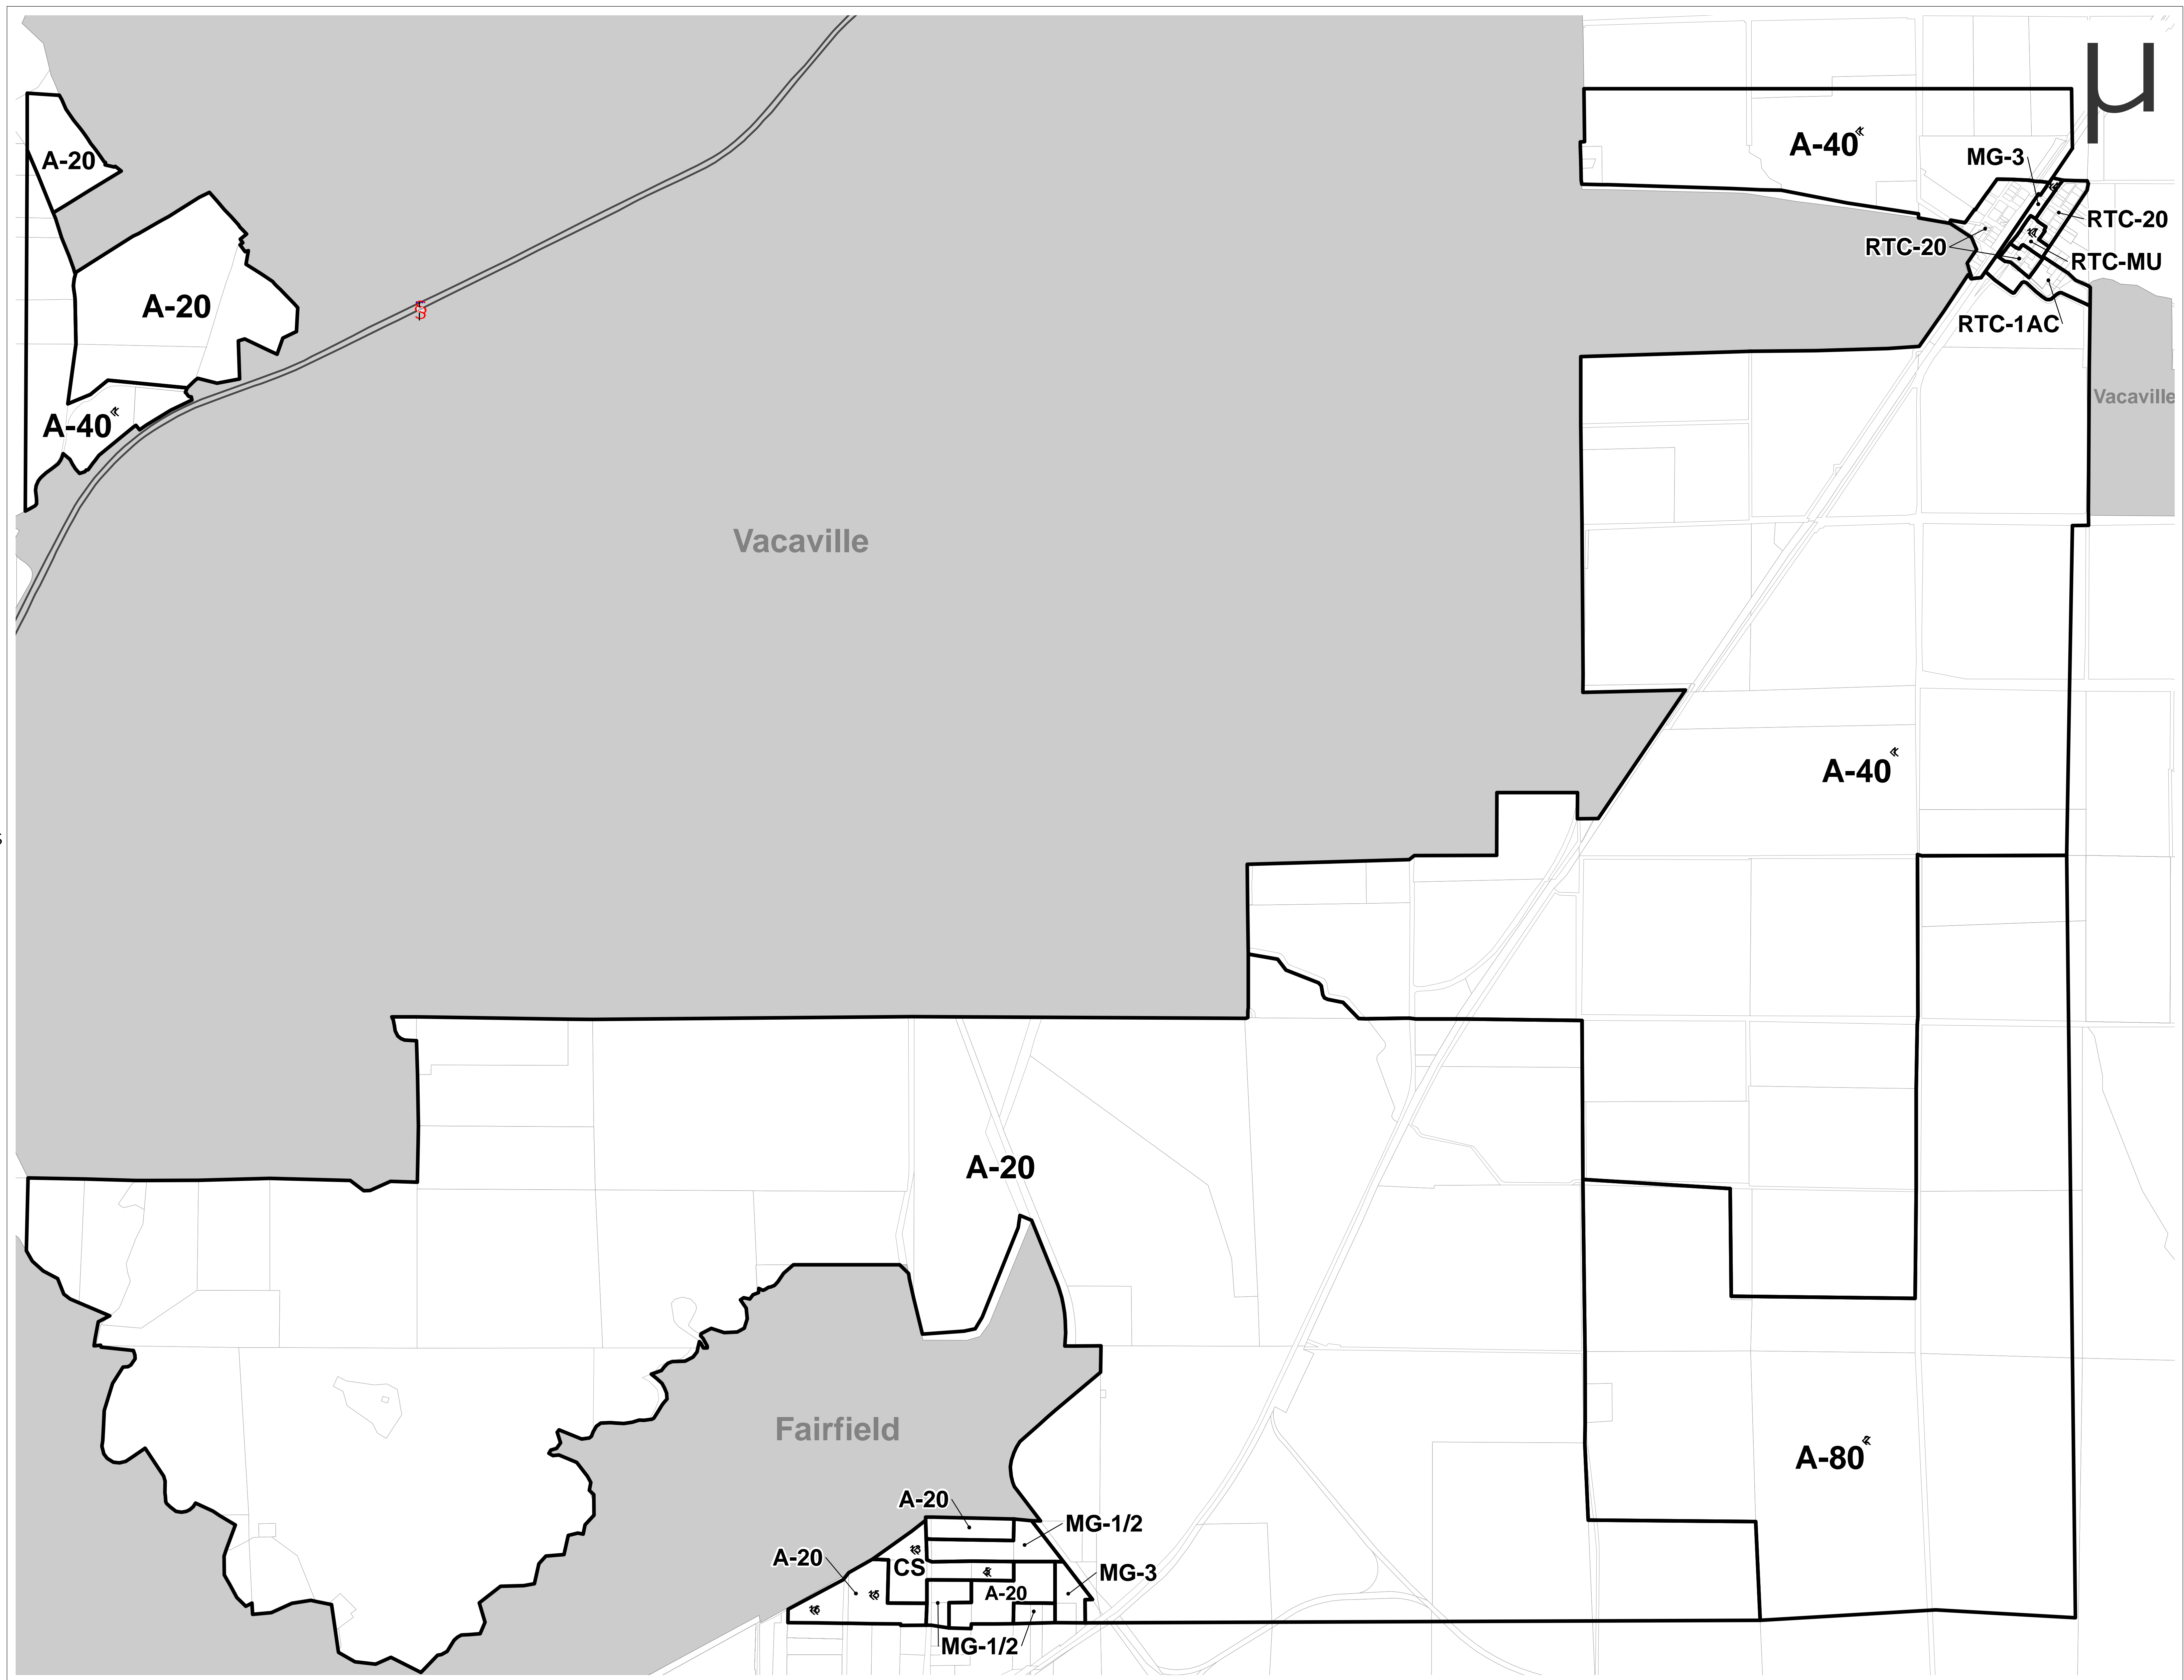 µ
A-20
A-40
MG-3
A-20
RTC-20
RTC-20
RTC-MU
RTC-1AC
A-40
Vacaville
Vacaville
A-40
A-20
Fairfield
A-80
A-20
MG-1/2
A-20
CS
MG-3
A-20
MG-1/2